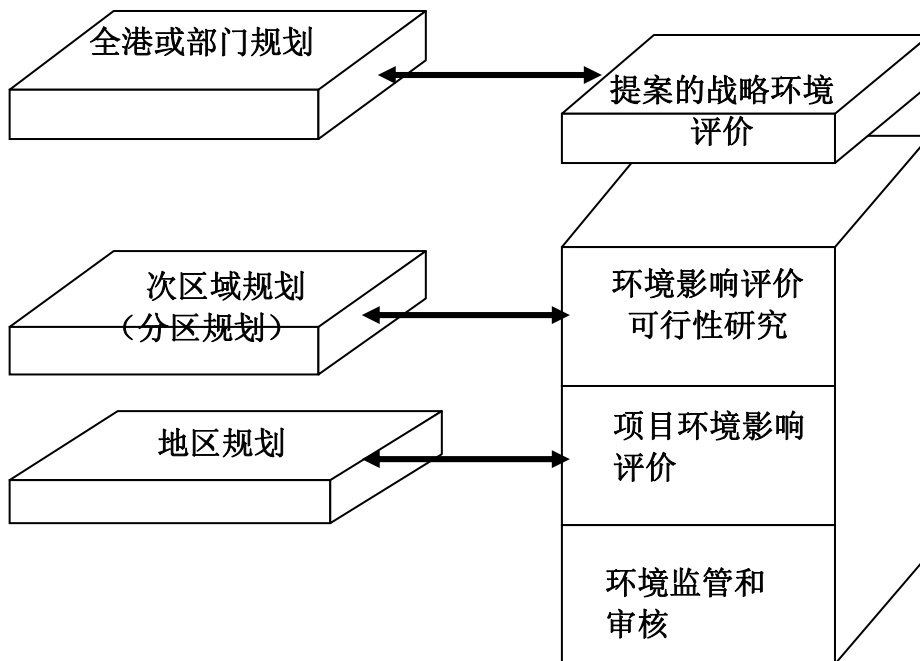 全港或部门规划
提案的战略环境
评价
次区域规划
（分区规划）
环境影响评价
可行性研究
地区规划
项目环境影响
评价
环境监管和
审核